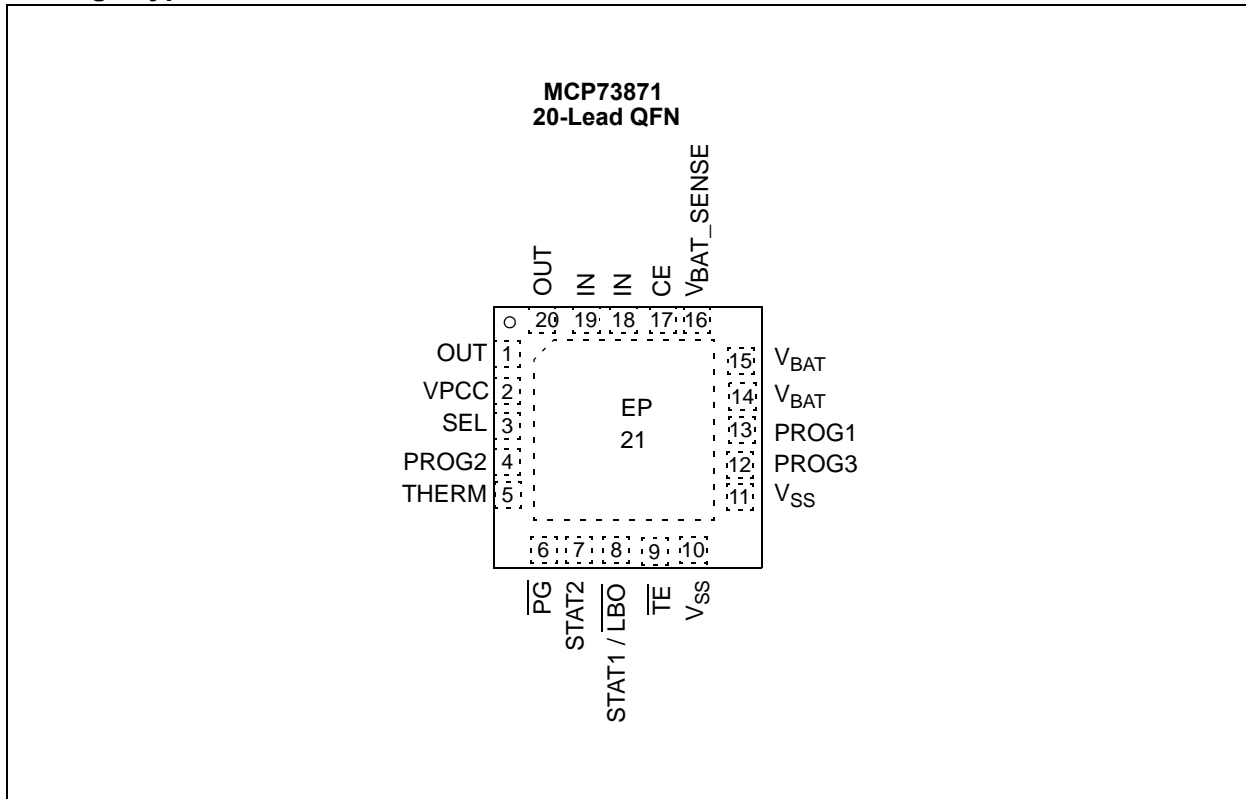 MCP73871
20-Lead QFN
OUT
IN
IN
CE
VBAT_SENSE
20
19
18
17
16
OUT 1
VPCC 2
SEL 3
PROG2 4
THERM 5
EP
21
15 VBAT
14 VBAT
13 PROG1
12 PROG3
11 VSS
6
7
8
9
10
PG
STAT2
STAT1 / LBO
TE
VSS